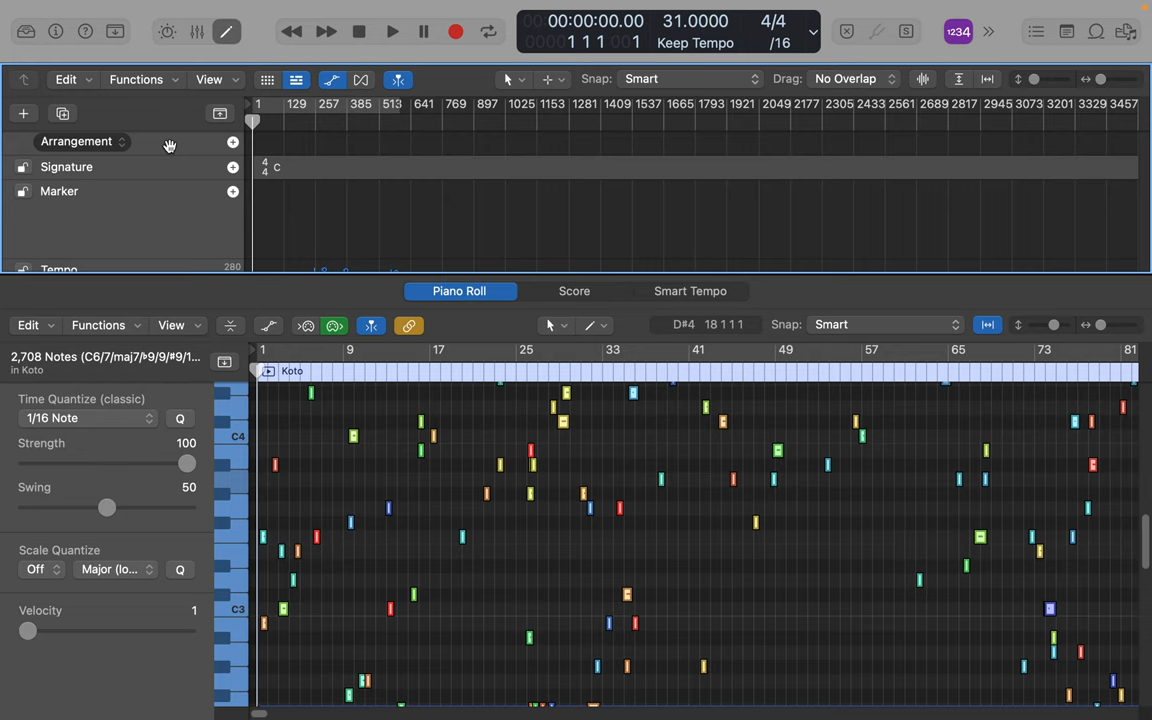 00:00:00.00 31.0000 4/4
1 1 1 001 Keep Tempo /16
1234
Edit Functions View Snap: Smart Drag: No Overlap
1 129 257 385 513 641 769 897 1025 1153 1281 1409 1537 1665 1793 1921 2049 2177 2305 2433 2561 2689 2817 2945 3073 3201 3329 3457
Arrangement
Signature 4/4 C
Marker
Tempo 280
Piano Roll Score Smart Tempo
Edit Functions View D#4 18 1 1 1 Snap: Smart
1 9 17 25 33 41 49 57 65 73 81
2,708 Notes (C6/7/maj7/♭9/9/#9/1...
in Koto
Koto
Time Quantize (classic)
1/16 Note Q
C4
Strength 100
Swing 50
Scale Quantize
Off Major (lo... Q
Velocity 1
C3